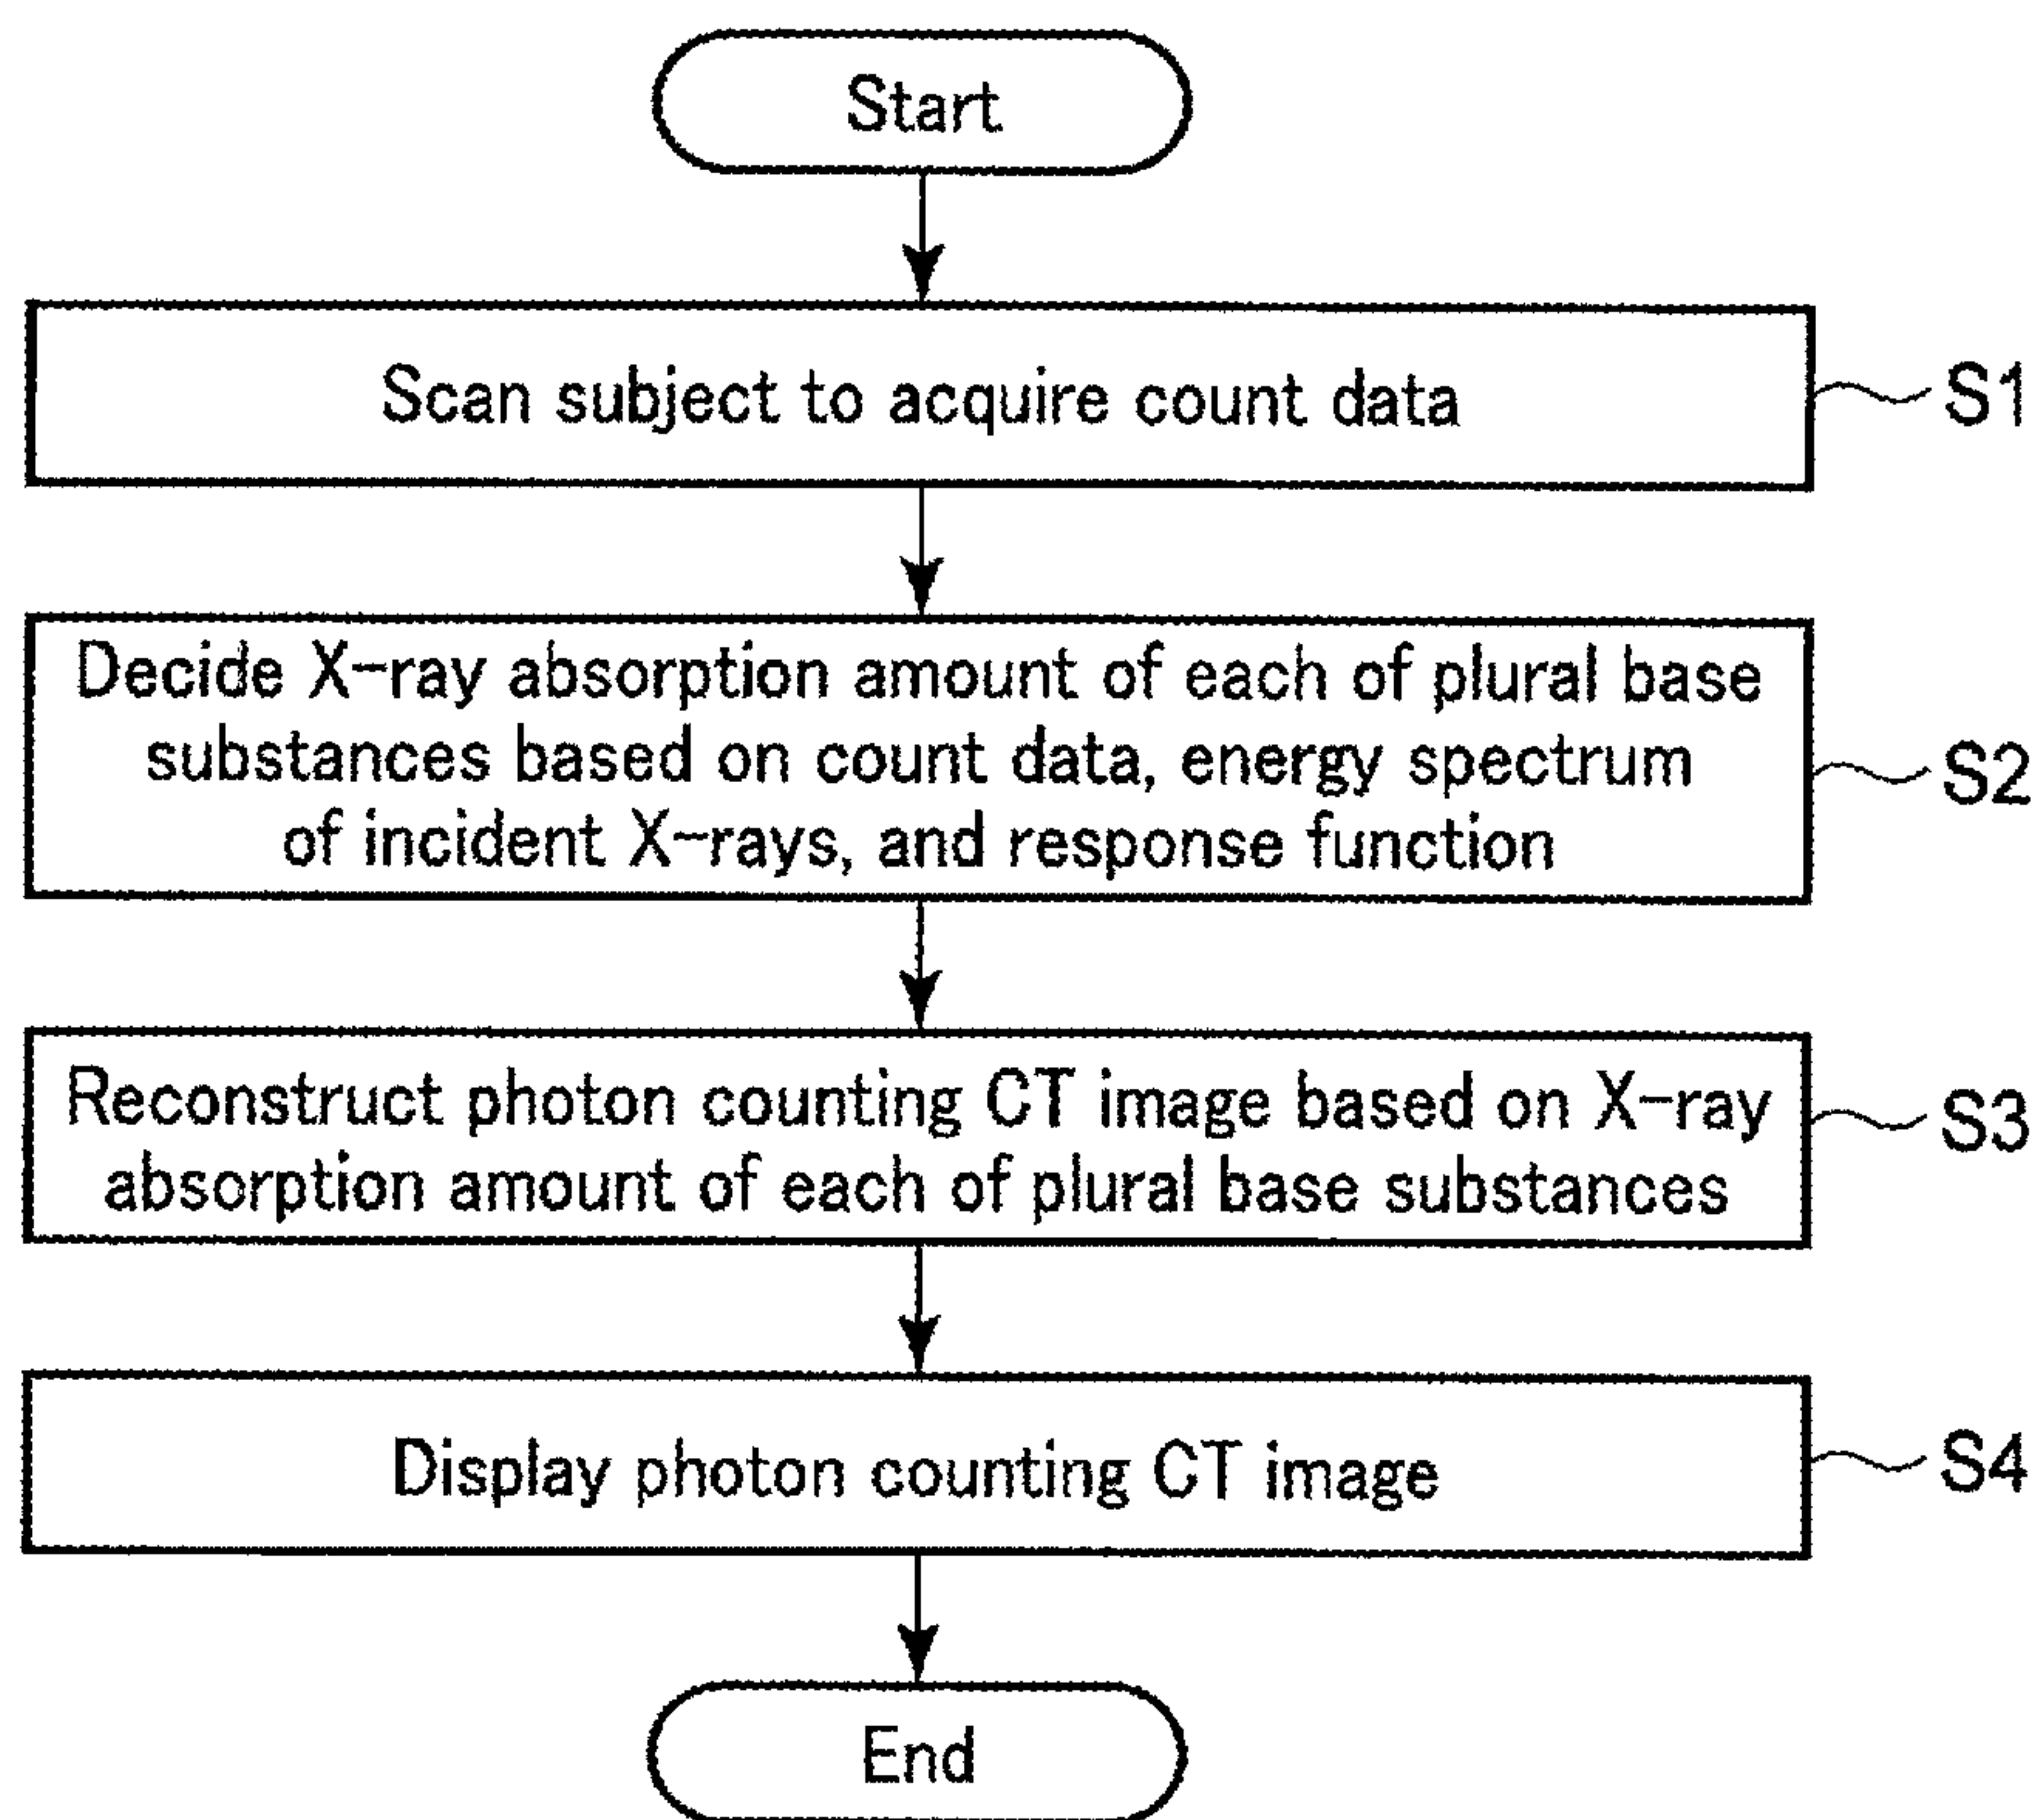 Start
Scan subject to acquire count data
S1
Decide X-ray absorption amount of each of plural base
substances based on count data, energy spectrum
of incident X-rays, and response function
S2
Reconstruct photon counting CT image based on X-ray
absorption amount of each of plural base substances
S3
Display photon counting CT image
S4
End